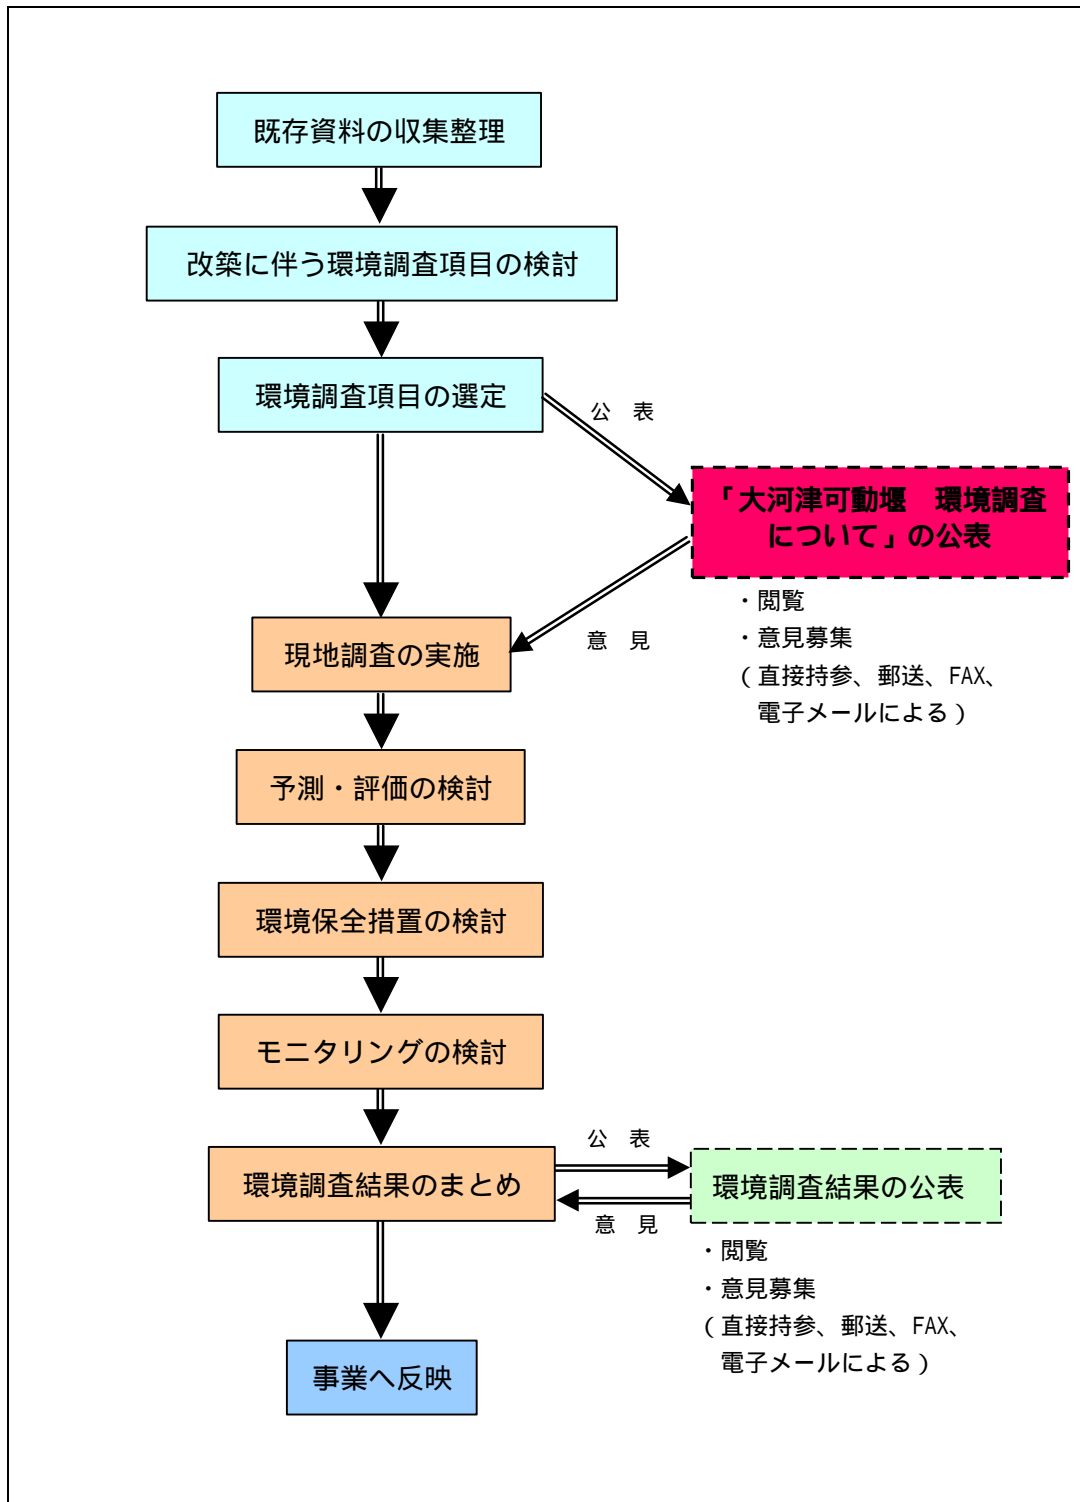 既存資料の収集整理
改築に伴う環境調査項目の検討
環境調査項目の選定
公　表
「大河津可動堰　環境調査
について」の公表
・閲覧
・意見募集
（直接持参、郵送、FAX、
電子メールによる）
意　見
現地調査の実施
予測・評価の検討
環境保全措置の検討
モニタリングの検討
環境調査結果のまとめ
公　表
環境調査結果の公表
意　見
・閲覧
・意見募集
（直接持参、郵送、FAX、
電子メールによる）
事業へ反映